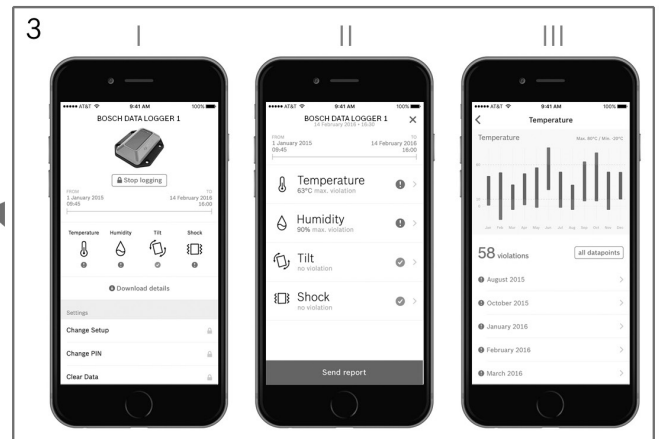 3
I
II
III
AT&T 9:41 AM 100%
BOSCH DATA LOGGER 1
Stop logging
FROM TO
1 January 2015 14 February 2016
09:45 16:00
Temperature Humidity Tilt Shock
Download details
Settings
Change Setup
Change PIN
Clear Data
AT&T 9:41 AM 100%
BOSCH DATA LOGGER 1
14 February 2016 • 16:30
FROM TO
1 January 2015 14 February 2016
09:45 16:00
Temperature
63°C max. violation
Humidity
90% max. violation
Tilt
no violation
Shock
no violation
Send report
AT&T 9:41 AM 100%
Temperature
Temperature
58 violations all datapoints
August 2015
October 2015
January 2016
February 2016
March 2016